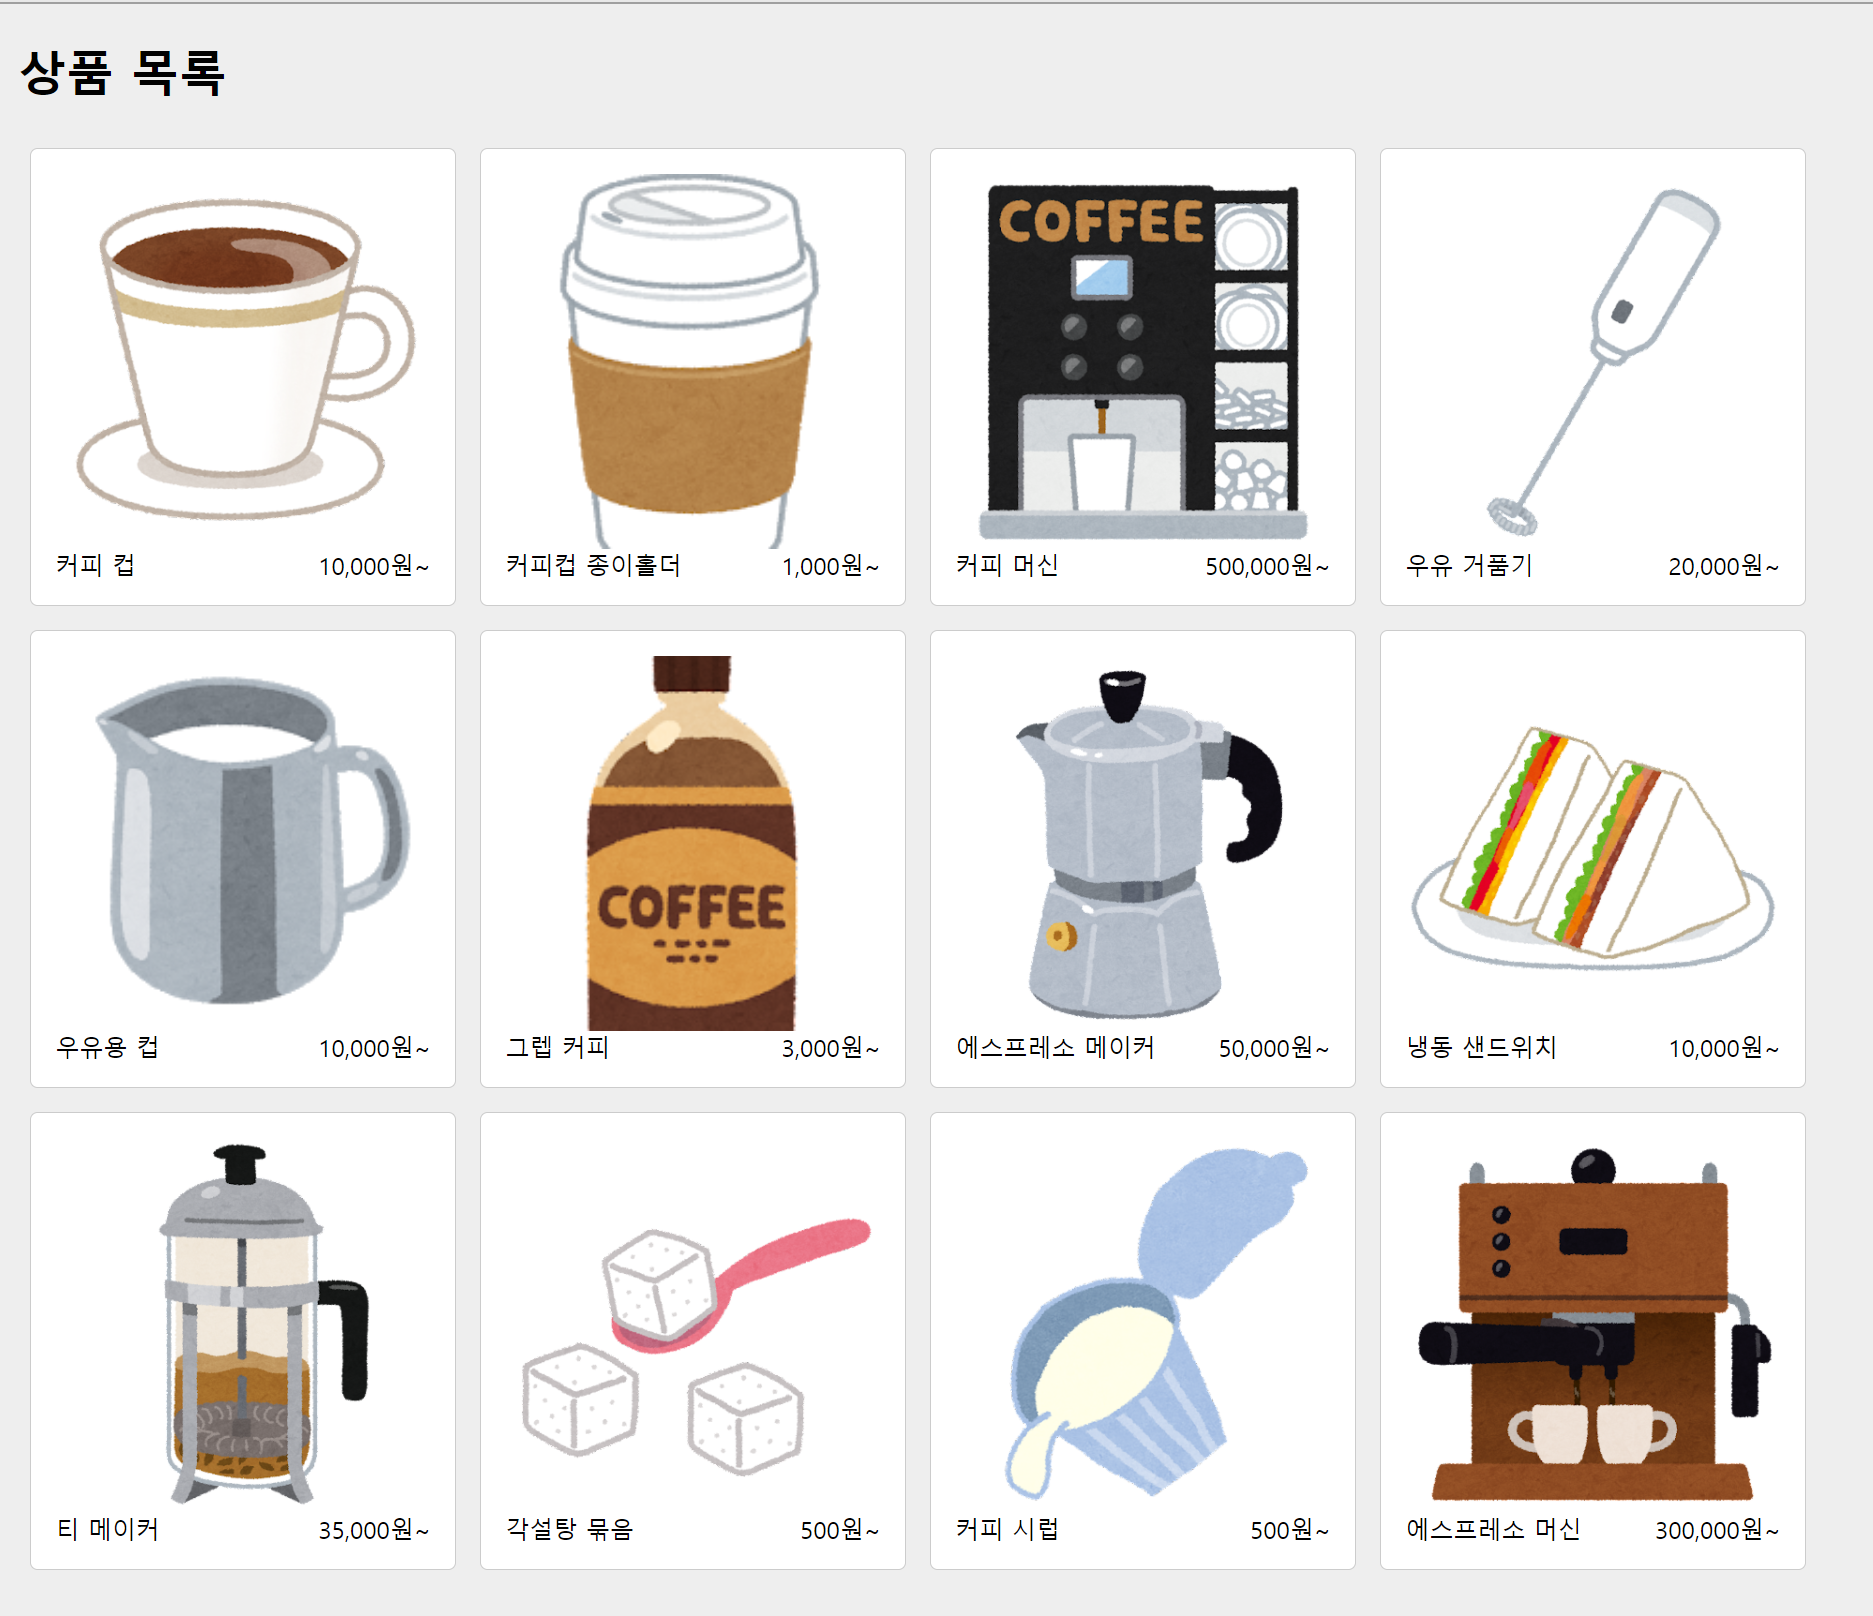 상품 목록
COFFEE
커피 컵 10,000원~
커피컵 종이홀더 1,000원~
커피 머신 500,000원~
우유 거품기 20,000원~
COFFEE
우유용 컵 10,000원~
그렙 커피 3,000원~
에스프레소 메이커 50,000원~
냉동 샌드위치 10,000원~
티 메이커 35,000원~
각설탕 묶음 500원~
커피 시럽 500원~
에스프레소 머신 300,000원~